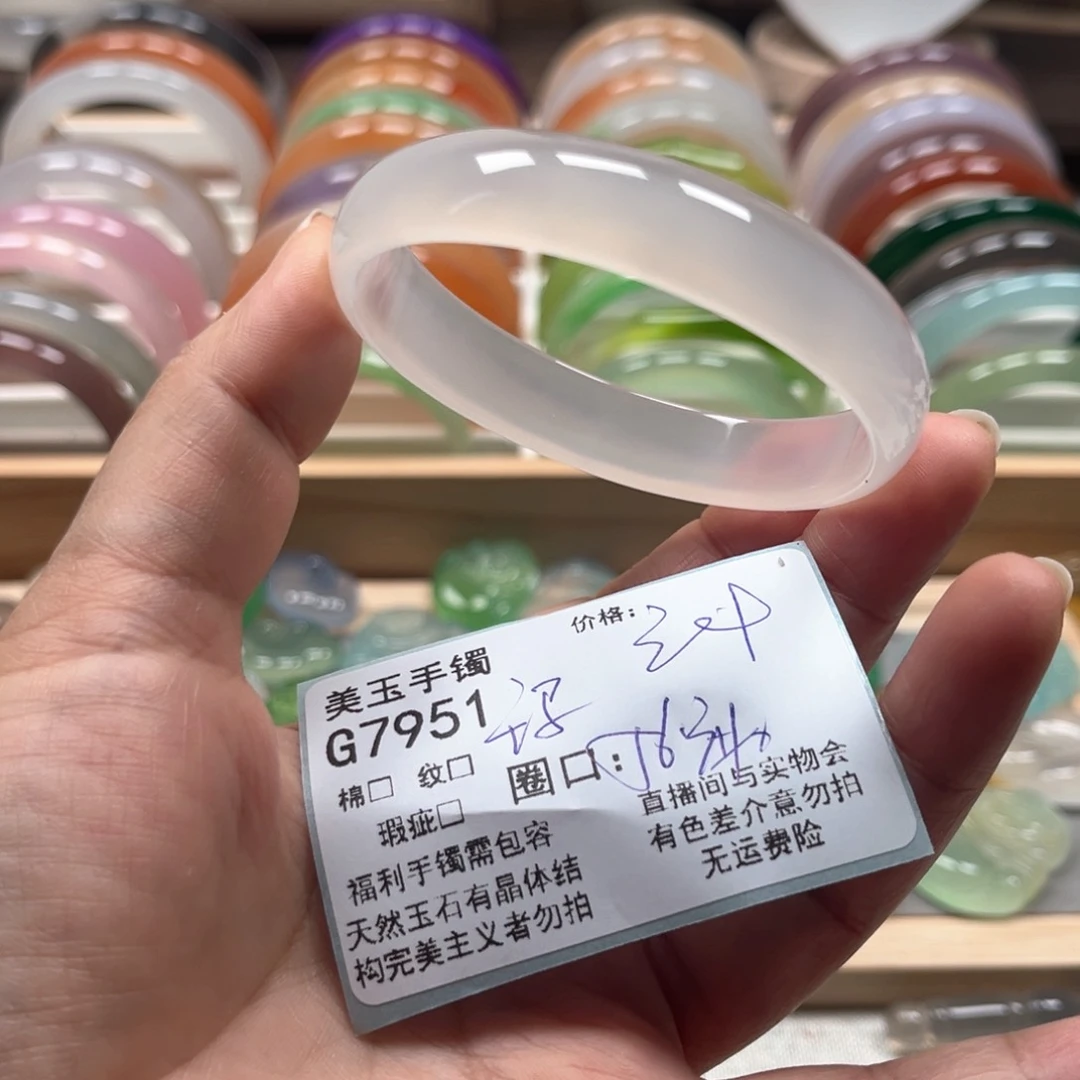 价格:
美玉手镯
G7951
棉□ 纹□ 圈口:
瑕疵□
福利手镯需包容
天然玉石有晶体结
构完美主义者勿拍
直播间与实物会
有色差介意勿拍
无运费险